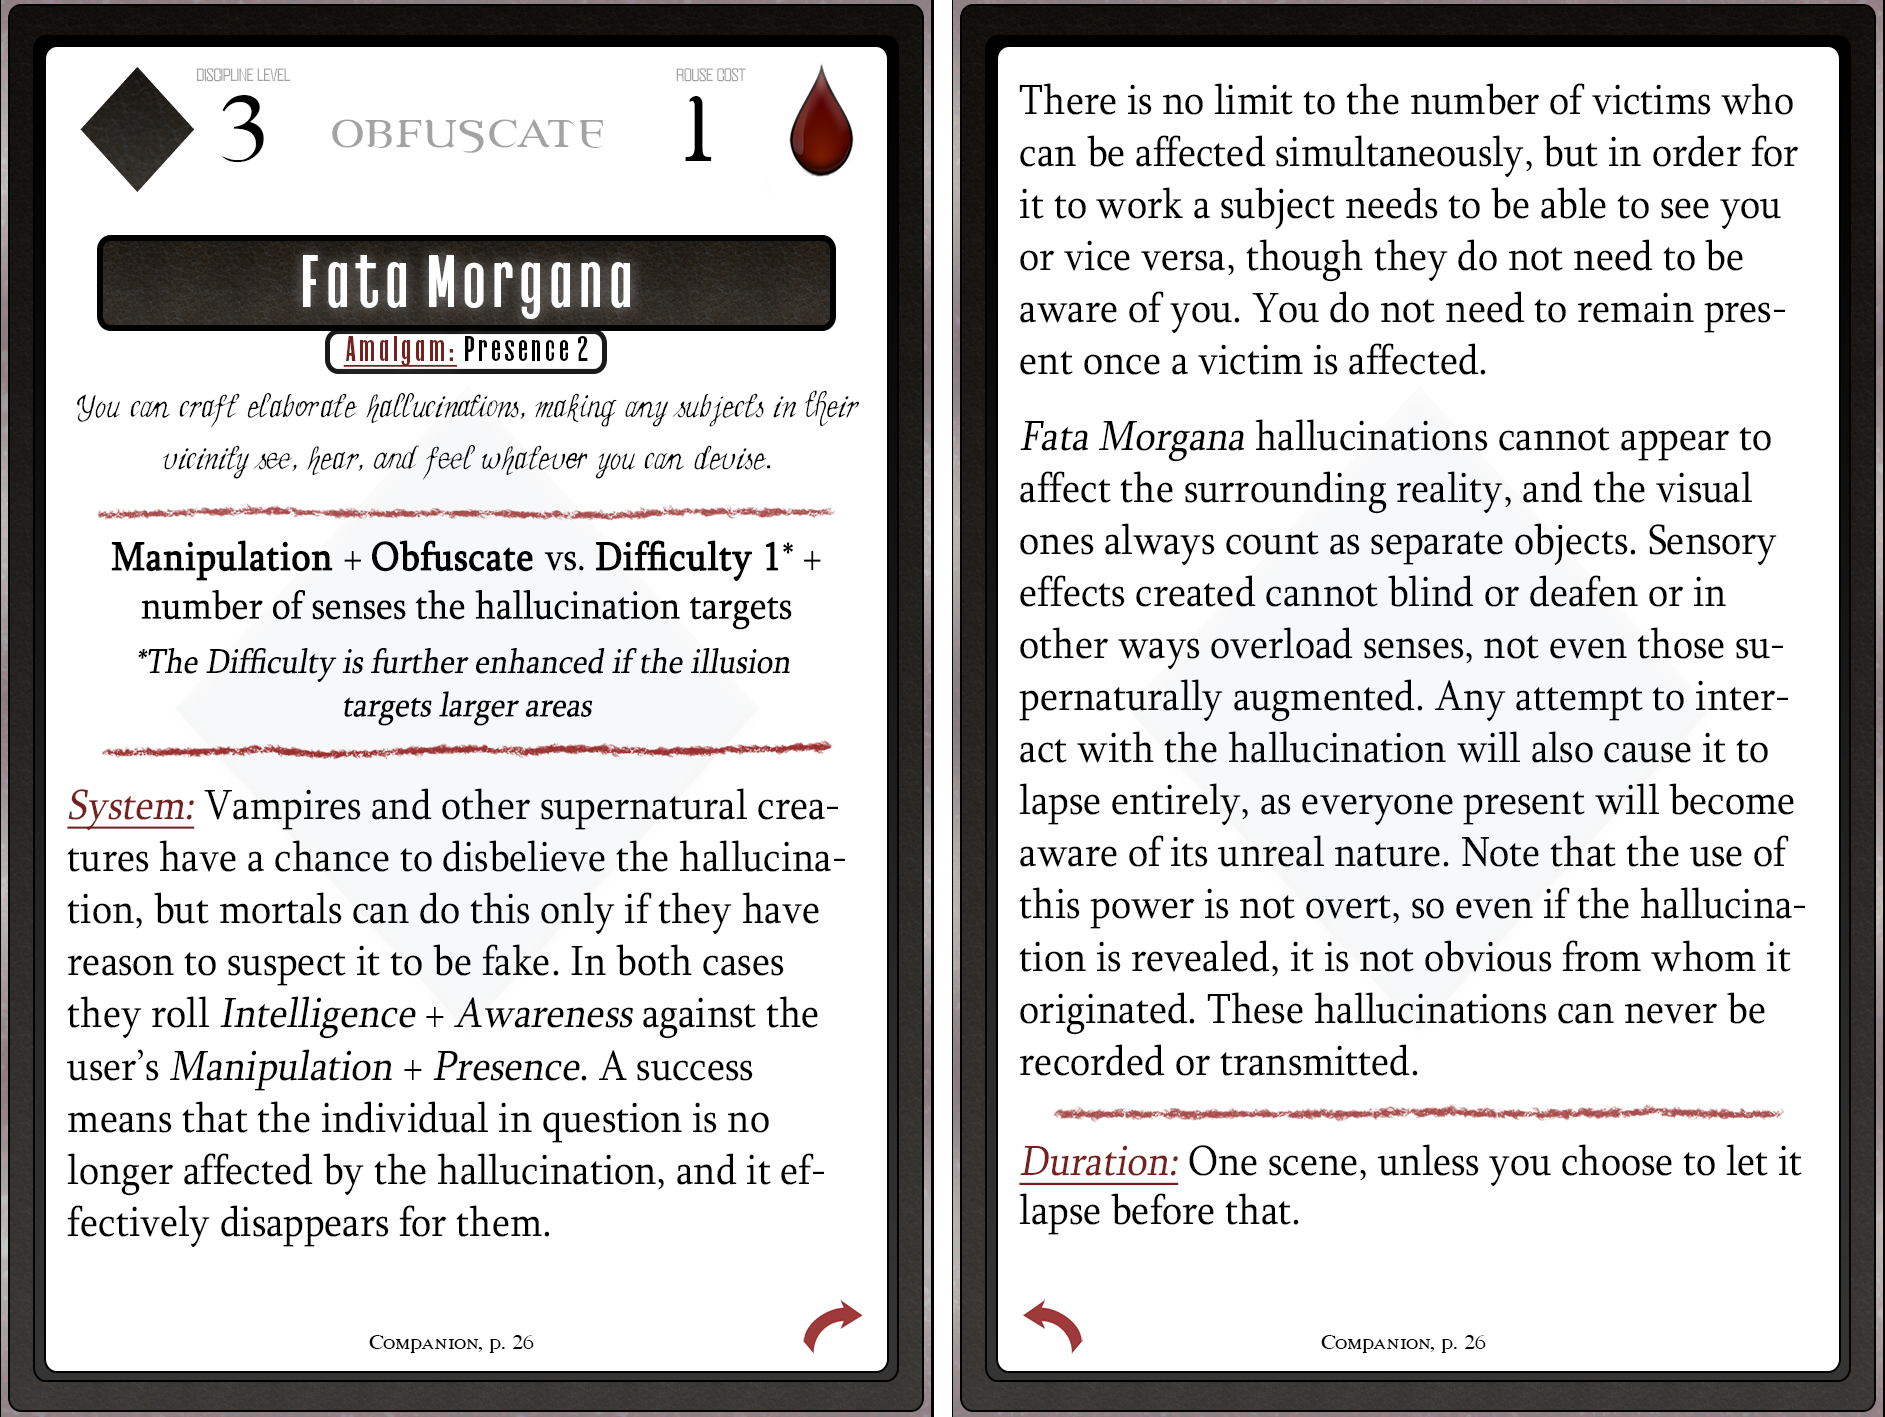 DISCIPLINE LEVEL
3
OBFUSCATE
ROUSE COST
1
Fata Morgana
Amalgam: Presence 2
You can craft elaborate hallucinations, making any subjects in their
vicinity see, hear, and feel whatever you can devise.
Manipulation + Obfuscate vs. Difficulty 1* +
number of senses the hallucination targets
*The Difficulty is further enhanced if the illusion
targets larger areas
System: Vampires and other supernatural crea-
tures have a chance to disbelieve the hallucina-
tion, but mortals can do this only if they have
reason to suspect it to be fake. In both cases
they roll Intelligence + Awareness against the
user’s Manipulation + Presence. A success
means that the individual in question is no
longer affected by the hallucination, and it ef-
fectively disappears for them.
Companion, p. 26
There is no limit to the number of victims who
can be affected simultaneously, but in order for
it to work a subject needs to be able to see you
or vice versa, though they do not need to be
aware of you. You do not need to remain pres-
ent once a victim is affected.
Fata Morgana hallucinations cannot appear to
affect the surrounding reality, and the visual
ones always count as separate objects. Sensory
effects created cannot blind or deafen or in
other ways overload senses, not even those su-
pernaturally augmented. Any attempt to inter-
act with the hallucination will also cause it to
lapse entirely, as everyone present will become
aware of its unreal nature. Note that the use of
this power is not overt, so even if the hallucina-
tion is revealed, it is not obvious from whom it
originated. These hallucinations can never be
recorded or transmitted.
Duration: One scene, unless you choose to let it
lapse before that.
Companion, p. 26